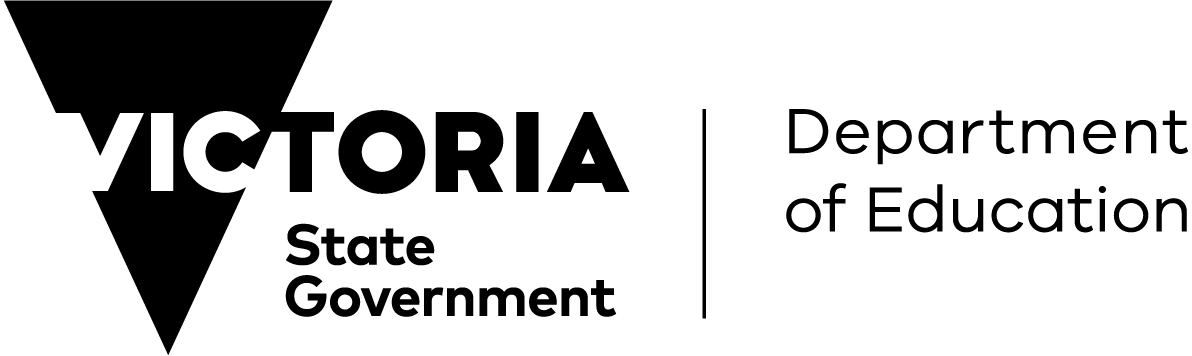 VICTORIA
State
Government
Department
of Education